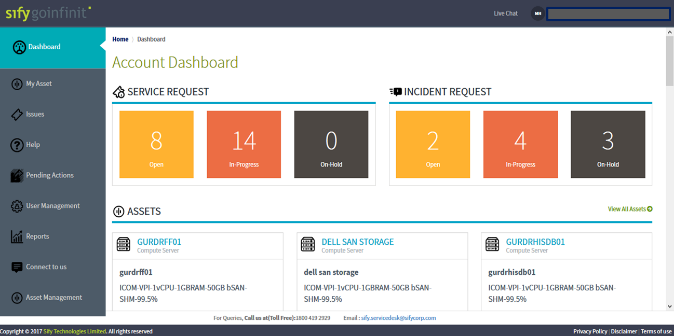 sify goinfinit
Live Chat
MR
Dashboard
My Asset
Issues
Help
Pending Actions
User Management
Reports
Connect to us
Asset Management
Home | Dashboard
Account Dashboard
SERVICE REQUEST
8
Open
14
In-Progress
0
On-Hold
INCIDENT REQUEST
2
Open
4
In-Progress
3
On-Hold
ASSETS
View All Assets
GURDRFF01
Compute Server
gurdrff01
ICOM-VPI-1vCPU-1GBRAM-50GB bSAN-
SHM-99.5%
DELL SAN STORAGE
Compute Server
dell san storage
ICOM-VPI-1vCPU-1GBRAM-50GB bSAN-
SHM-99.5%
GURDRHISDB01
Compute Server
gurdrhisdb01
ICOM-VPI-1vCPU-1GBRAM-50GB bSAN-
SHM-99.5%
For Queries, Call us at(Toll Free):1800 419 2929 Email : sify.servicedesk@sifycorp.com
Copyright © 2017 Sify Technologies Limited. All rights reserved
Privacy Policy | Disclaimer | Terms of use